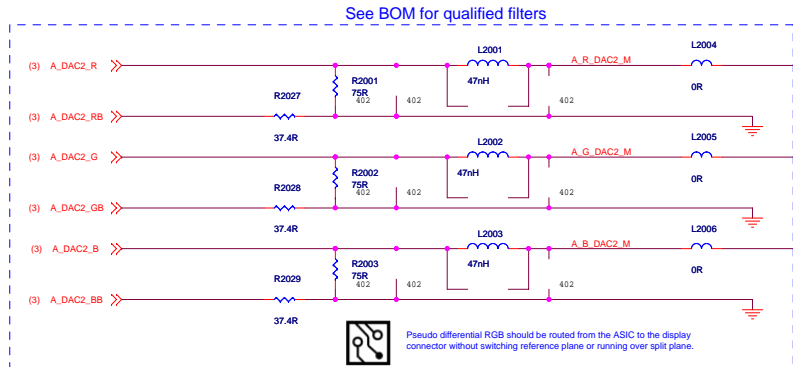 See BOM for qualified filters
(3) A_DAC2_R
L2001
A_R_DAC2_M
L2004
R2001
75R
402
402
47nH
402
0R
(3) A_DAC2_RB
R2027
37.4R
(3) A_DAC2_G
L2002
A_G_DAC2_M
L2005
R2002
75R
402
402
47nH
402
0R
(3) A_DAC2_GB
R2028
37.4R
(3) A_DAC2_B
L2003
A_B_DAC2_M
L2006
R2003
75R
402
402
47nH
402
0R
(3) A_DAC2_BB
R2029
37.4R
Pseudo differential RGB should be routed from the ASIC to the display
connector without switching reference plane or running over split plane.